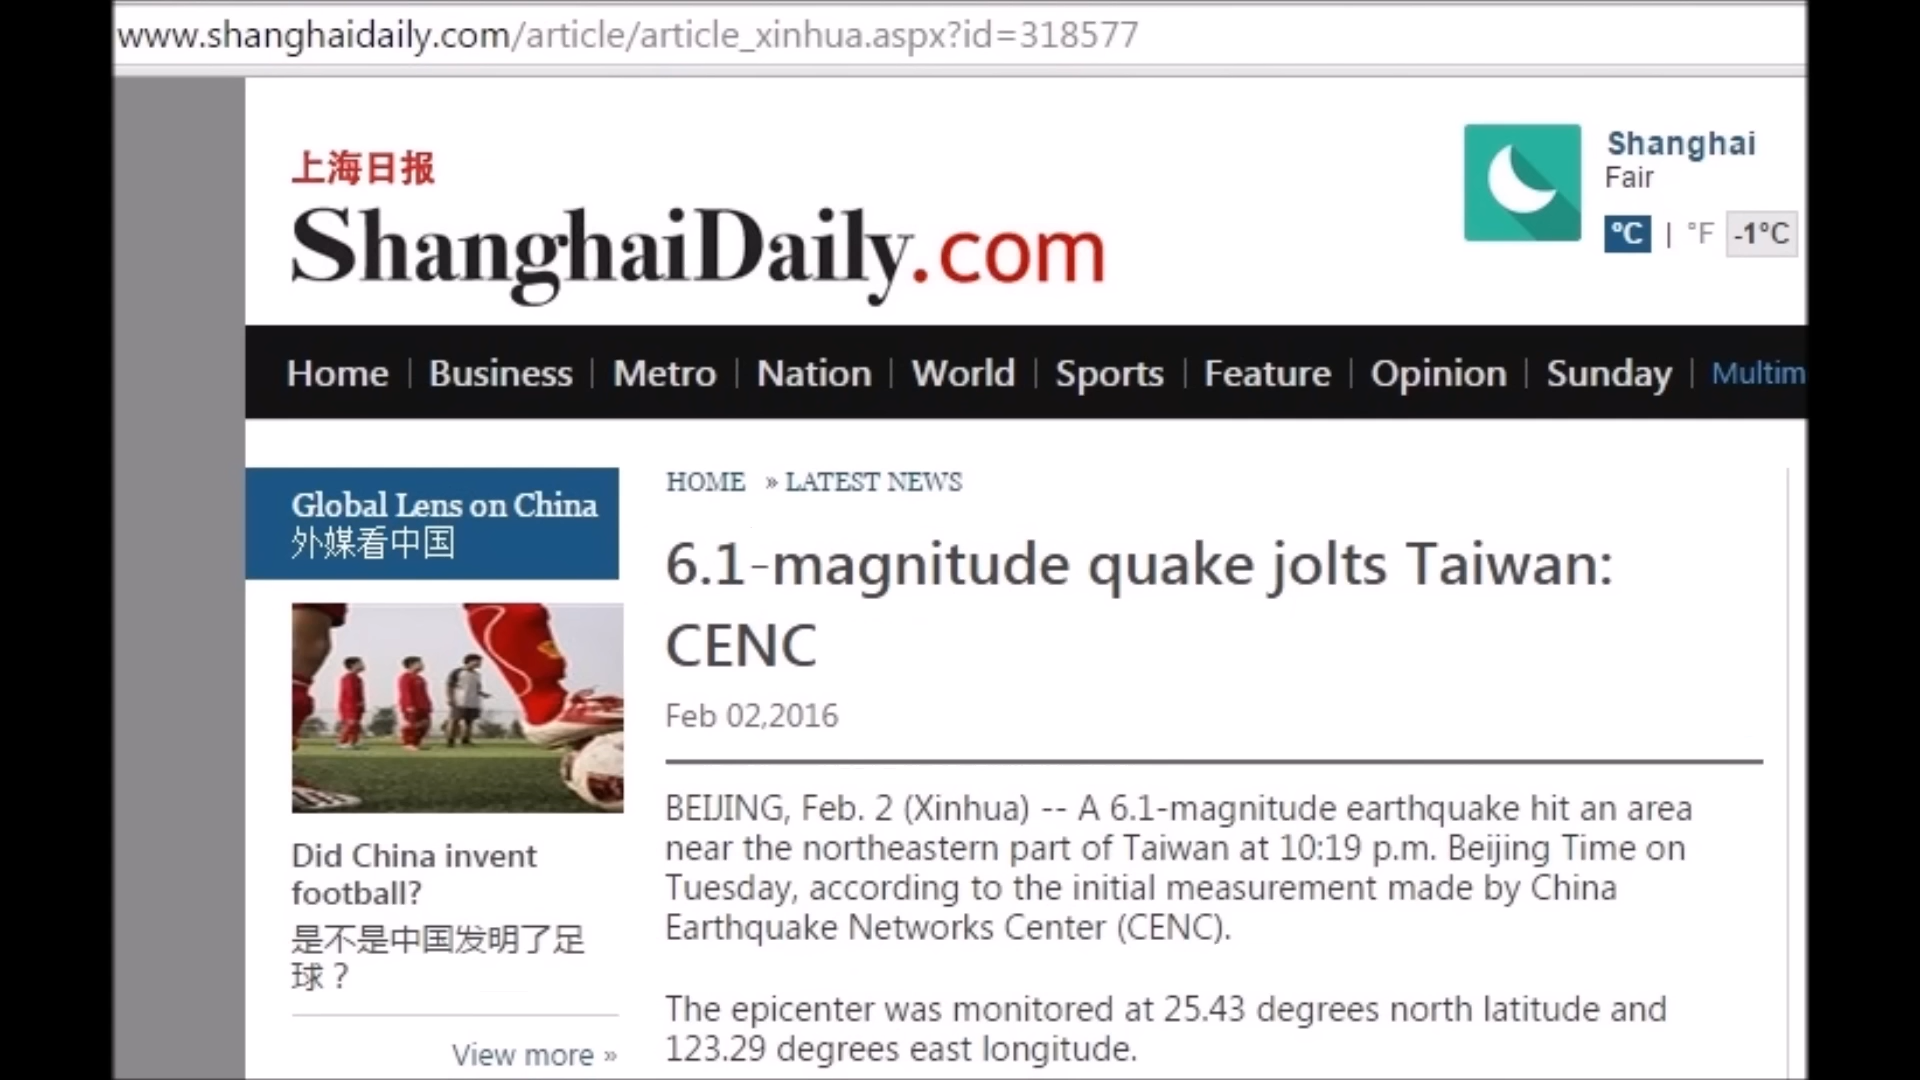 www.shanghaidaily.com/article/article_xinhua.aspx?id=318577
上海日报
ShanghaiDaily.com
Shanghai
Fair
°C | °F -1°C
Home | Business | Metro | Nation | World | Sports | Feature | Opinion | Sunday | Multim
Global Lens on China
外媒看中国
Did China invent
football?
是不是中国发明了足
球？
View more »
HOME » LATEST NEWS
6.1-magnitude quake jolts Taiwan:
CENC
Feb 02,2016
BEIJING, Feb. 2 (Xinhua) -- A 6.1-magnitude earthquake hit an area
near the northeastern part of Taiwan at 10:19 p.m. Beijing Time on
Tuesday, according to the initial measurement made by China
Earthquake Networks Center (CENC).
The epicenter was monitored at 25.43 degrees north latitude and
123.29 degrees east longitude.